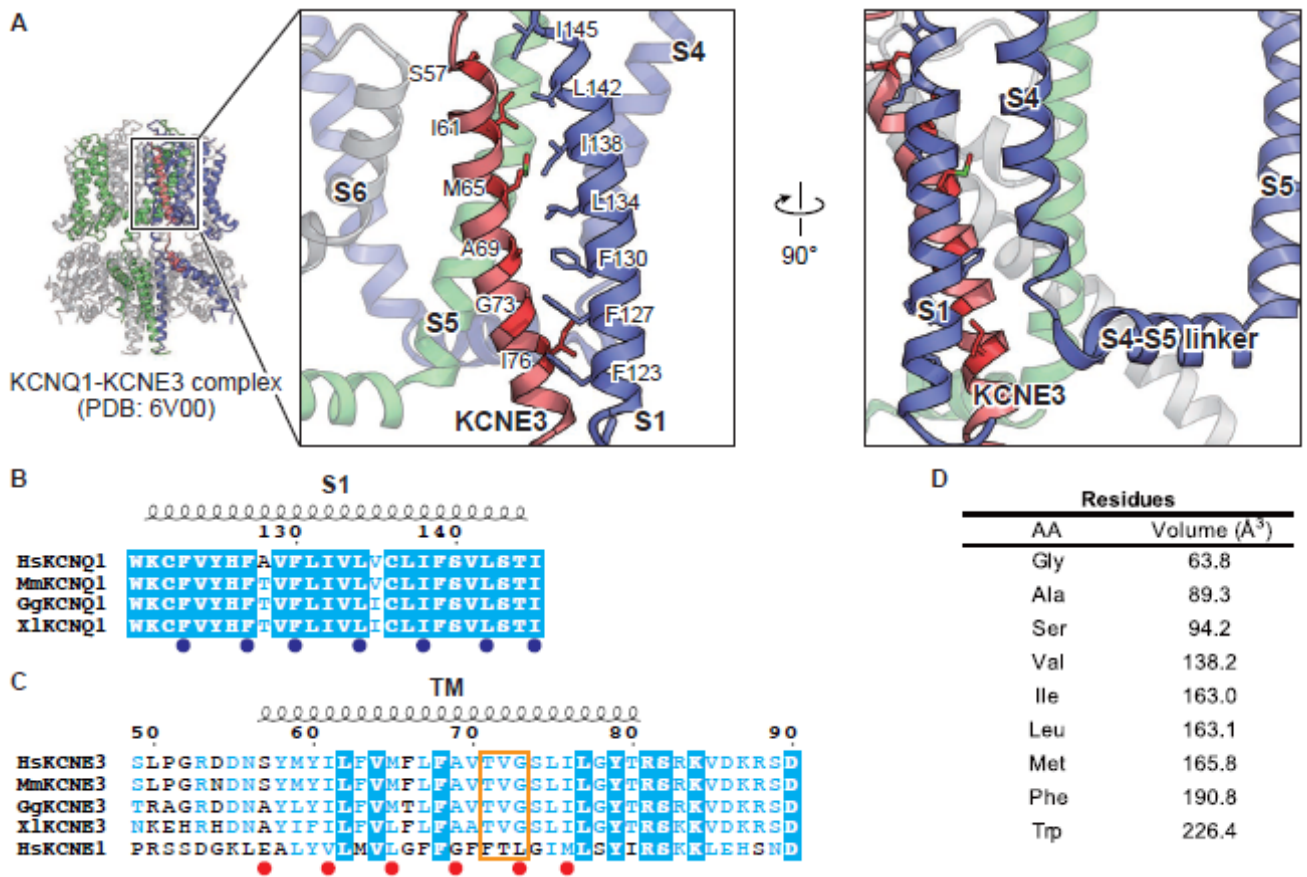 A
KCNQ1-KCNE3 complex
(PDB: 6V00)
S57
I61
M65
A69
G73
I76
I145
L142
I138
L134
F130
F127
F123
S4
S6
S5
KCNE3
S1
90°
S4
S5
S1
S4-S5 linker
KCNE3
B
S1
130 140
HsKCNQ1 WKCFVYHFAVFLIVLVCLIFSVLSTI
MmKCNQ1 WKCFVYHFTVFLIVLVCLIFSVLSTI
GgKCNQ1 WKCFVYHFTVFLIVLICLIFSVLSTI
XlKCNQ1 WKCFVYHFTVFLIVLICLIFSVLSTI
C
TM
50 60 70 80 90
HsKCNE3 SLPGRDDNSYMYILFVMFLFAVTVGSLILGYTRSRKVDKRSD
MmKCNE3 SLPGRNDNSYMYILFVMFLFAVTVGSLILGYTRSRKVDKRSD
GgKCNE3 TRAGRDDNAYLYILFVMTLFAVTVGSLILGYTRSRKVDKRSD
XlKCNE3 NKEHRHDNAYIFILFVLFLFAATVGSLILGYTRSKKVDKRSD
HsKCNE1 PRSSDGKLEALYVLMVLGFFGFFTLGIMLSYIRSKKLEHSND
D
Residues
AA Volume (Å3)
Gly 63.8
Ala 89.3
Ser 94.2
Val 138.2
Ile 163.0
Leu 163.1
Met 165.8
Phe 190.8
Trp 226.4